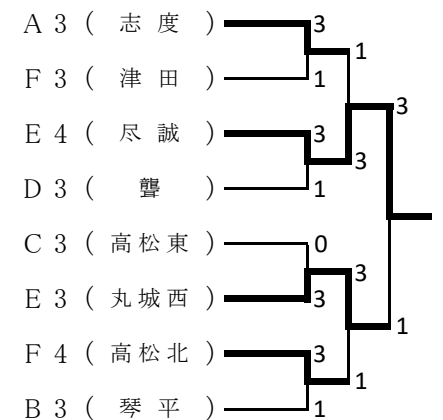 A 3 ( 志 度 ) 3
1
F 3 ( 津 田 ) 1
3
E 4 ( 尽 誠 ) 3
3
D 3 ( 聾 ) 1
C 3 ( 高 松 東 ) 0
3
E 3 ( 丸 城 西 ) 3
1
F 4 ( 高 松 北 ) 3
1
B 3 ( 琴 平 ) 1